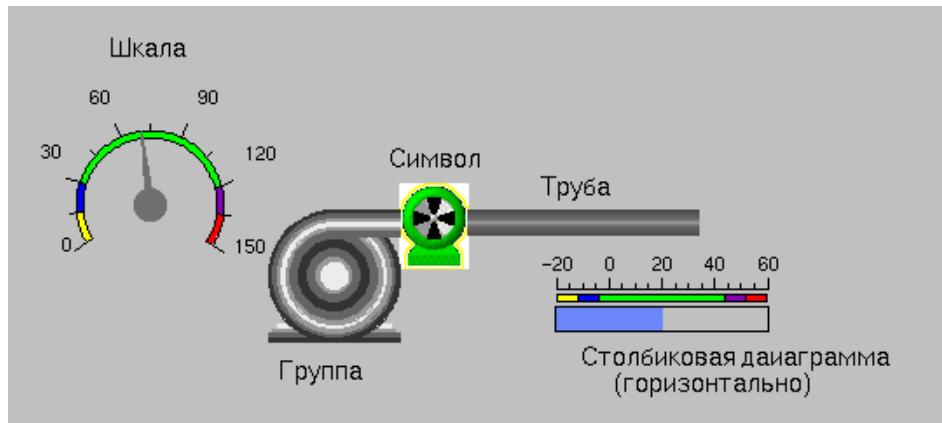 Шкала
60
90
30
120
0
150
Символ
Труба
-20 0 20 40 60
Группа
Столбиковая даиаграмма
(горизонтально)